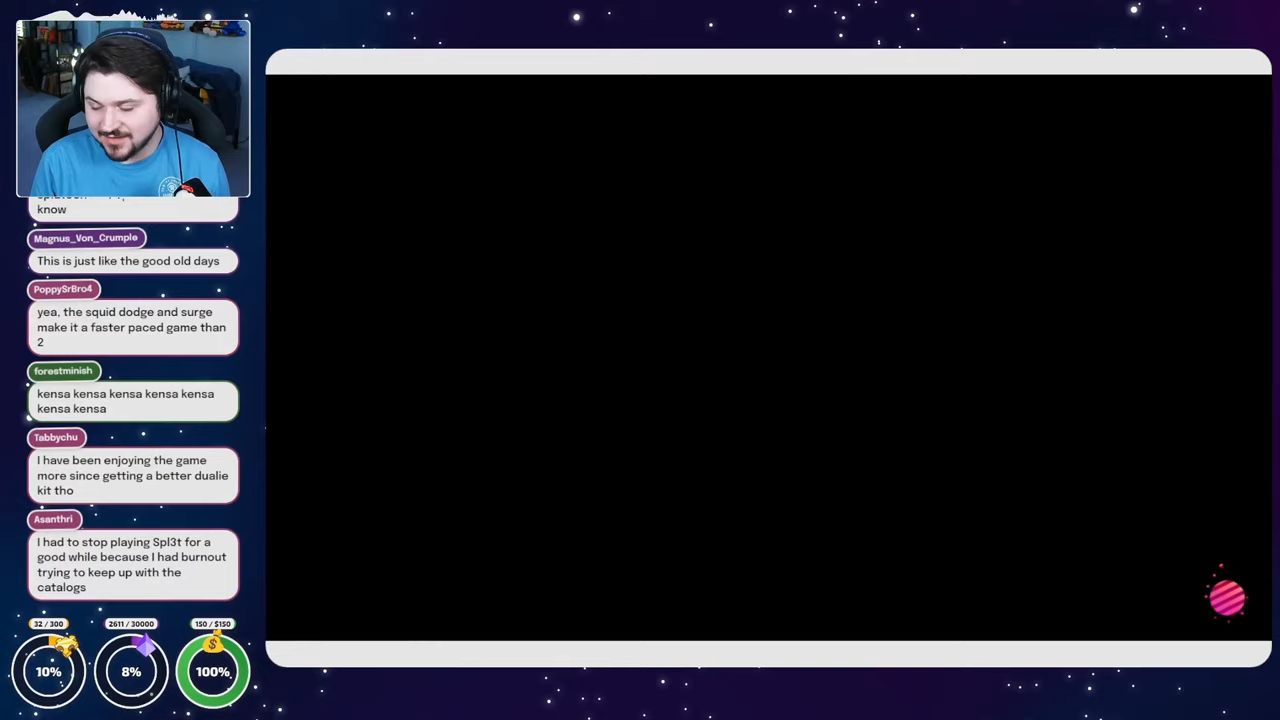 know
Magnus_Von_Crumple
This is just like the good old days
PoppySrBro4
yea, the squid dodge and surge
make it a faster paced game than
2
forestminish
kensa kensa kensa kensa kensa
kensa kensa
Tabbychu
I have been enjoying the game
more since getting a better dualie
kit tho
Asanthri
I had to stop playing Spl3t for a
good while because I had burnout
trying to keep up with the
catalogs
32 / 300
2611 / 30000
150 / $150
10%
8%
100%